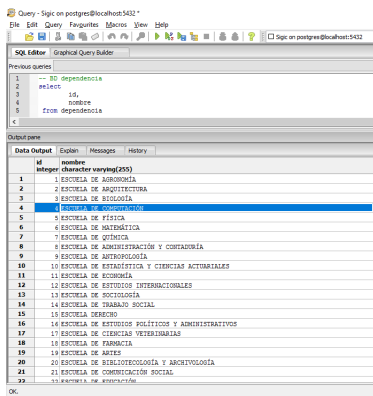 Query - Sigic on postgres@localhost:5432 *
File Edit Query Favourites Macros View Help
Sigic on postgres@localhost:5432
SQL Editor Graphical Query Builder
Previous queries
1 -- BD dependencia
2 select
3 id,
4 nombre
5 from dependencia
Output pane
Data Output Explain Messages History
id nombre
integer character varying(255)
1 1 ESCUELA DE AGRONOMÍA
2 2 ESCUELA DE ARQUITECTURA
3 3 ESCUELA DE BIOLOGÍA
4 4 ESCUELA DE COMPUTACIÓN
5 5 ESCUELA DE FÍSICA
6 6 ESCUELA DE MATEMÁTICA
7 7 ESCUELA DE QUÍMICA
8 8 ESCUELA DE ADMINISTRACIÓN Y CONTADURÍA
9 9 ESCUELA DE ANTROPOLOGÍA
10 10 ESCUELA DE ESTADÍSTICA Y CIENCIAS ACTUARIALES
11 11 ESCUELA DE ECONOMÍA
12 12 ESCUELA DE ESTUDIOS INTERNACIONALES
13 13 ESCUELA DE SOCIOLOGÍA
14 14 ESCUELA DE TRABAJO SOCIAL
15 15 ESCUELA DERECHO
16 16 ESCUELA DE ESTUDIOS POLÍTICOS Y ADMINISTRATIVOS
17 17 ESCUELA DE CIENCIAS VETERINARIAS
18 18 ESCUELA DE FARMACIA
19 19 ESCUELA DE ARTES
20 20 ESCUELA DE BIBLIOTECOLOGÍA Y ARCHIVOLOGÍA
21 21 ESCUELA DE COMUNICACIÓN SOCIAL
22 22 ESCUELA DE EDUCACIÓN
OK.